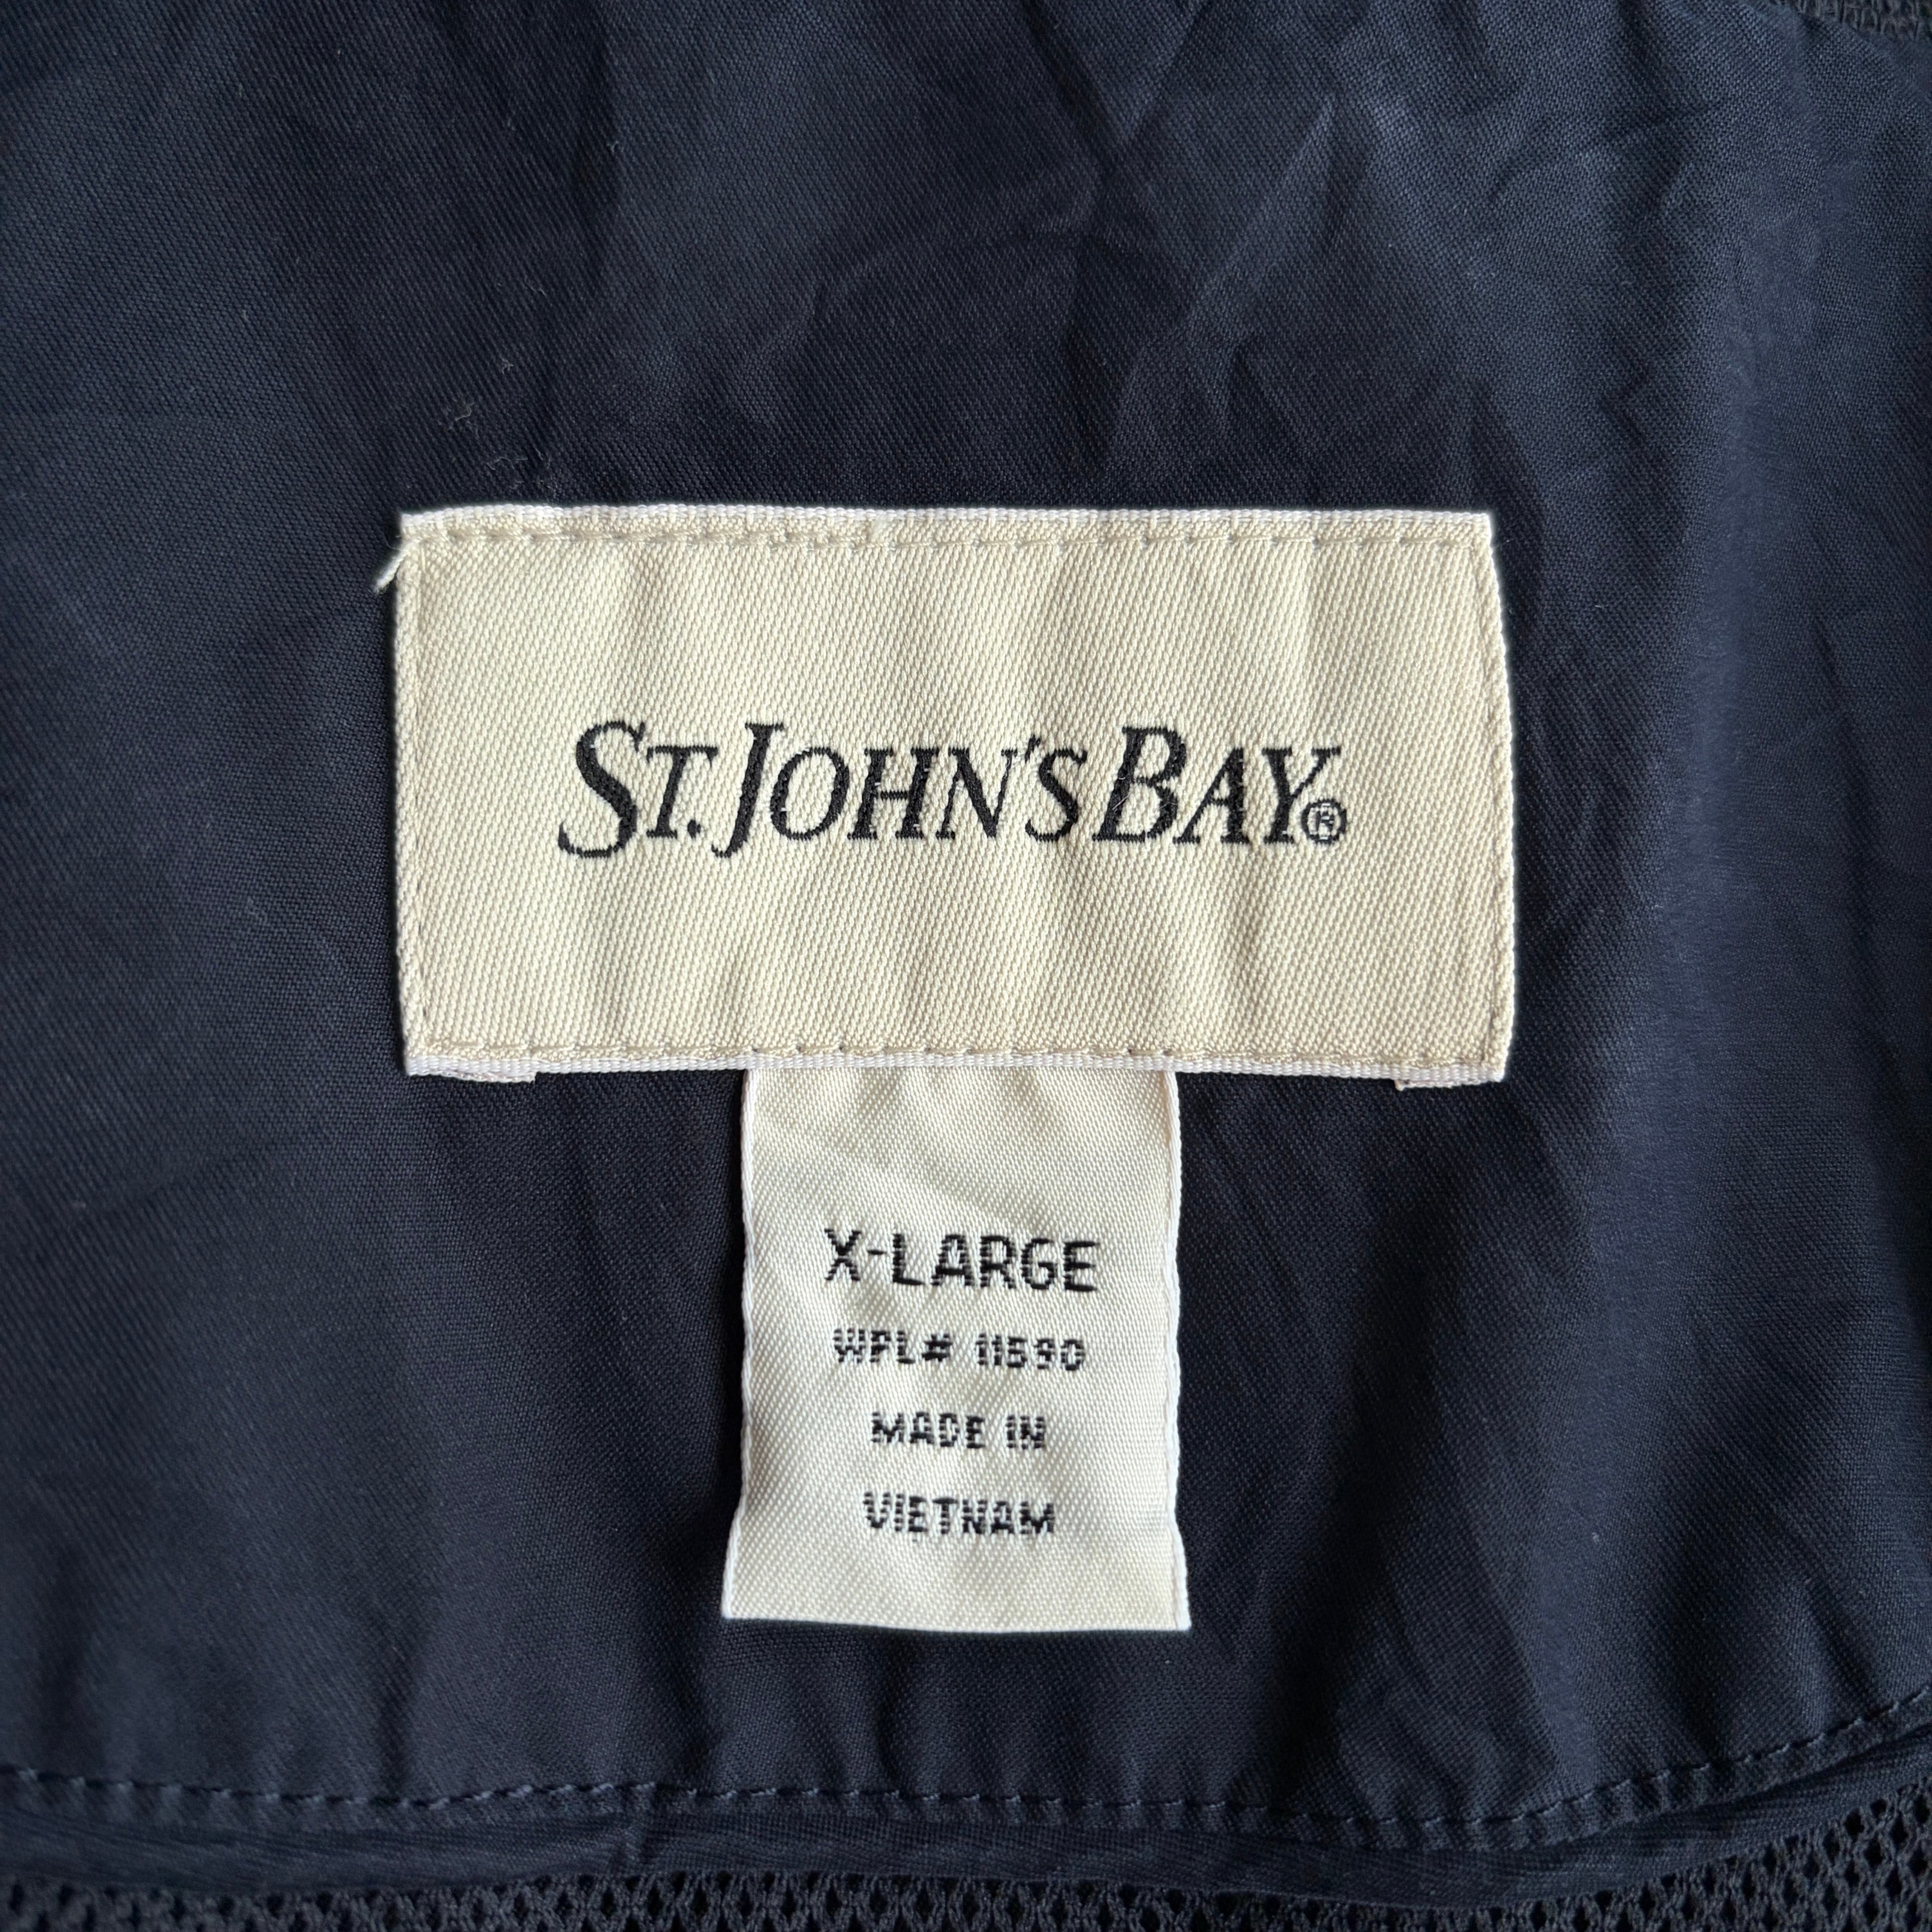 ST. JOHN'S BAY®
X-LARGE
WPL# 11590
MADE IN
VIETNAM